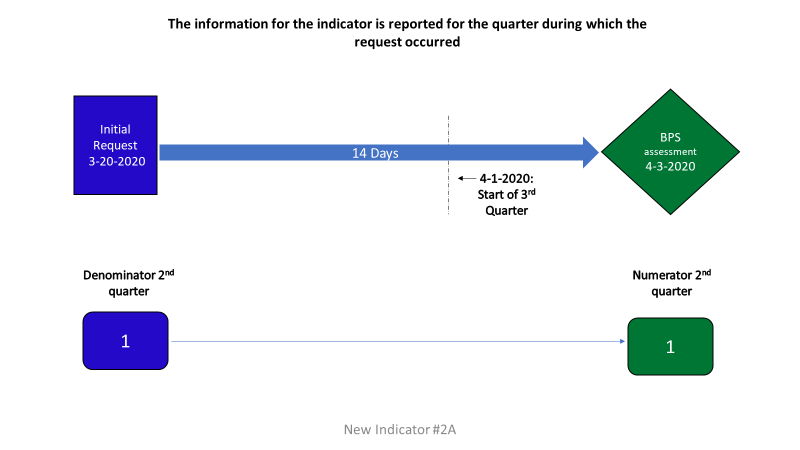 The information for the indicator is reported for the quarter during which the
request occurred
Initial
Request
3-20-2020
14 Days
BPS
assessment
4-3-2020
4-1-2020:
Start of 3rd
Quarter
Denominator 2nd
quarter
Numerator 2nd
quarter
1
1
New Indicator #2A